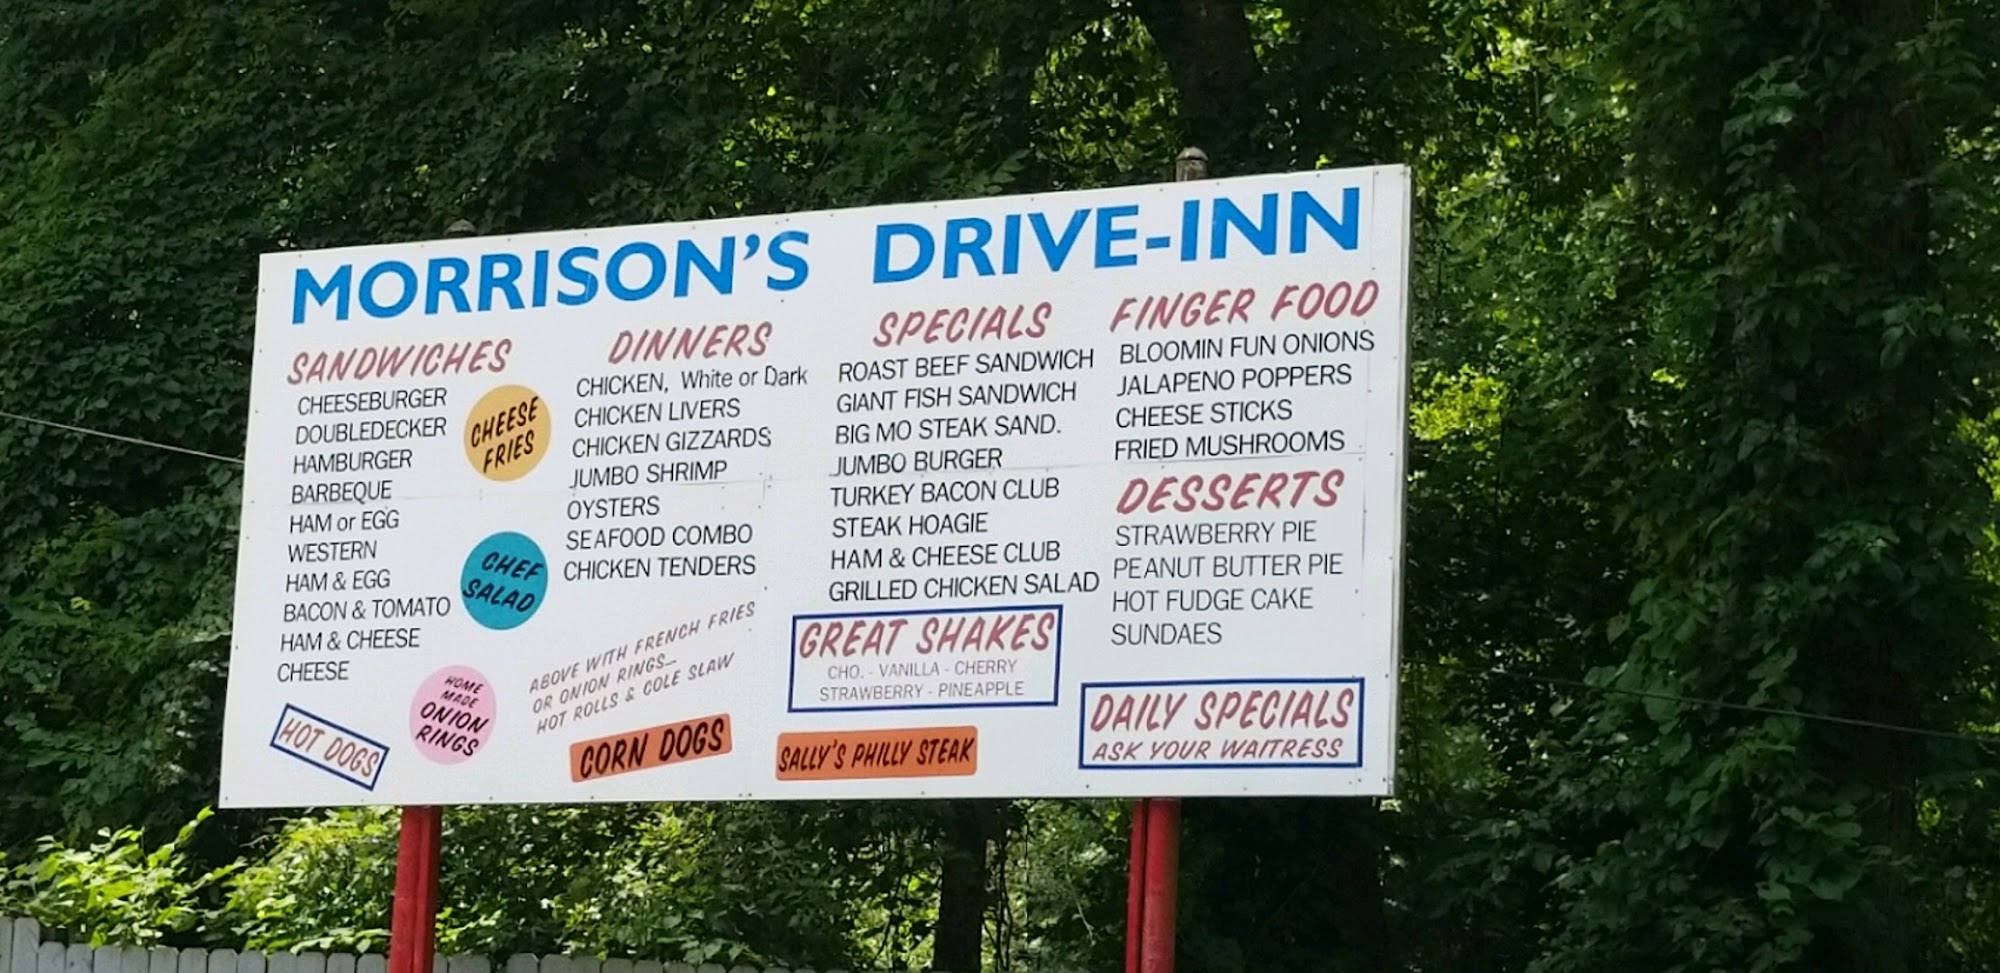 MORRISON'S DRIVE-INN
SANDWICHES
CHEESEBURGER
DOUBLEDECKER
HAMBURGER
BARBEQUE
HAM or EGG
WESTERN
HAM & EGG
BACON & TOMATO
HAM & CHEESE
CHEESE
HOT DOGS
CHEESE
FRIES
CHEF
SALAD
HOME
MADE
ONION
RINGS
DINNERS
CHICKEN, White or Dark
CHICKEN LIVERS
CHICKEN GIZZARDS
JUMBO SHRIMP
OYSTERS
SEAFOOD COMBO
CHICKEN TENDERS
ABOVE WITH FRENCH FRIES
OR ONION RINGS_
HOT ROLLS & COLE SLAW
CORN DOGS
SPECIALS
ROAST BEEF SANDWICH
GIANT FISH SANDWICH
BIG MO STEAK SAND.
JUMBO BURGER
TURKEY BACON CLUB
STEAK HOAGIE
HAM & CHEESE CLUB
GRILLED CHICKEN SALAD
GREAT SHAKES
CHO. - VANILLA - CHERRY
STRAWBERRY - PINEAPPLE
SALLY'S PHILLY STEAK
FINGER FOOD
BLOOMIN FUN ONIONS
JALAPENO POPPERS
CHEESE STICKS
FRIED MUSHROOMS
DESSERTS
STRAWBERRY PIE
PEANUT BUTTER PIE
HOT FUDGE CAKE
SUNDAES
DAILY SPECIALS
ASK YOUR WAITRESS